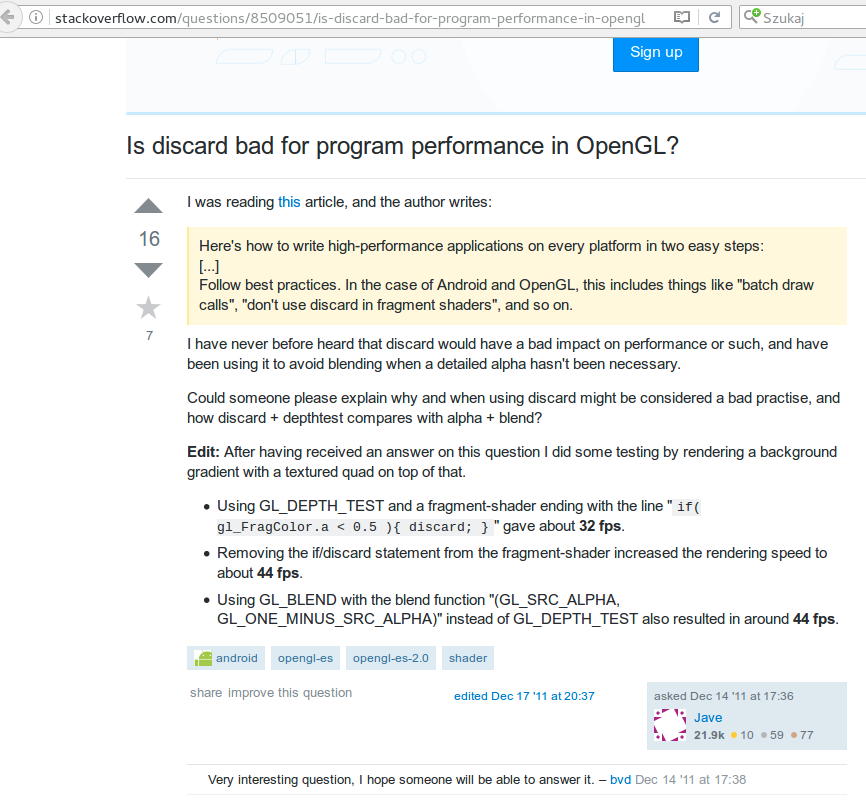 stackoverflow.com/questions/8509051/is-discard-bad-for-program-performance-in-opengl
Szukaj
Sign up
Is discard bad for program performance in OpenGL?
I was reading this article, and the author writes:
16
Here's how to write high-performance applications on every platform in two easy steps:
[...]
Follow best practices. In the case of Android and OpenGL, this includes things like "batch draw
calls", "don't use discard in fragment shaders", and so on.
7
I have never before heard that discard would have a bad impact on performance or such, and have
been using it to avoid blending when a detailed alpha hasn't been necessary.
Could someone please explain why and when using discard might be considered a bad practise, and
how discard + depthtest compares with alpha + blend?
Edit: After having received an answer on this question I did some testing by rendering a background
gradient with a textured quad on top of that.
• Using GL_DEPTH_TEST and a fragment-shader ending with the line " if(
gl_FragColor.a < 0.5 ){ discard; } " gave about 32 fps.
• Removing the if/discard statement from the fragment-shader increased the rendering speed to
about 44 fps.
• Using GL_BLEND with the blend function "(GL_SRC_ALPHA,
GL_ONE_MINUS_SRC_ALPHA)" instead of GL_DEPTH_TEST also resulted in around 44 fps.
android opengl-es opengl-es-2.0 shader
share improve this question
edited Dec 17 '11 at 20:37
asked Dec 14 '11 at 17:36
Jave
21.9k ● 10 ● 59 ● 77
Very interesting question, I hope someone will be able to answer it. – bvd Dec 14 '11 at 17:38